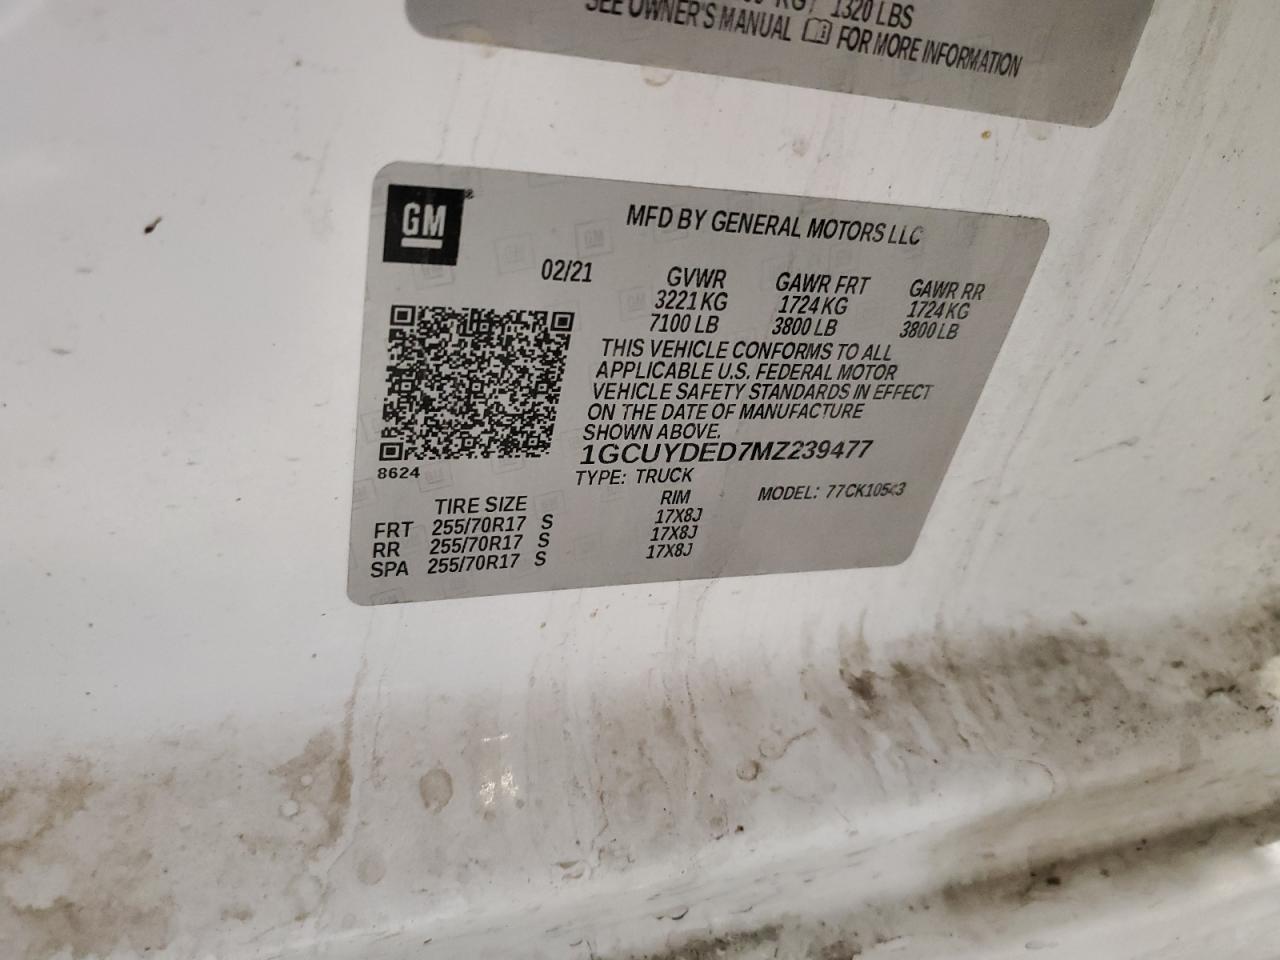 KG/ 1320 LBS
SEE OWNER'S MANUAL FOR MORE INFORMATION
GM ®
MFD BY GENERAL MOTORS LLC
02/21
GVWR GAWR FRT GAWR RR
3221 KG 1724 KG 1724 KG
7100 LB 3800 LB 3800 LB
THIS VEHICLE CONFORMS TO ALL
APPLICABLE U.S. FEDERAL MOTOR
VEHICLE SAFETY STANDARDS IN EFFECT
ON THE DATE OF MANUFACTURE
SHOWN ABOVE.
1GCUYDED7MZ239477
8624
TYPE: TRUCK
MODEL: 77CK10543
TIRE SIZE RIM
FRT 255/70R17 S 17X8J
RR 255/70R17 S 17X8J
SPA 255/70R17 S 17X8J